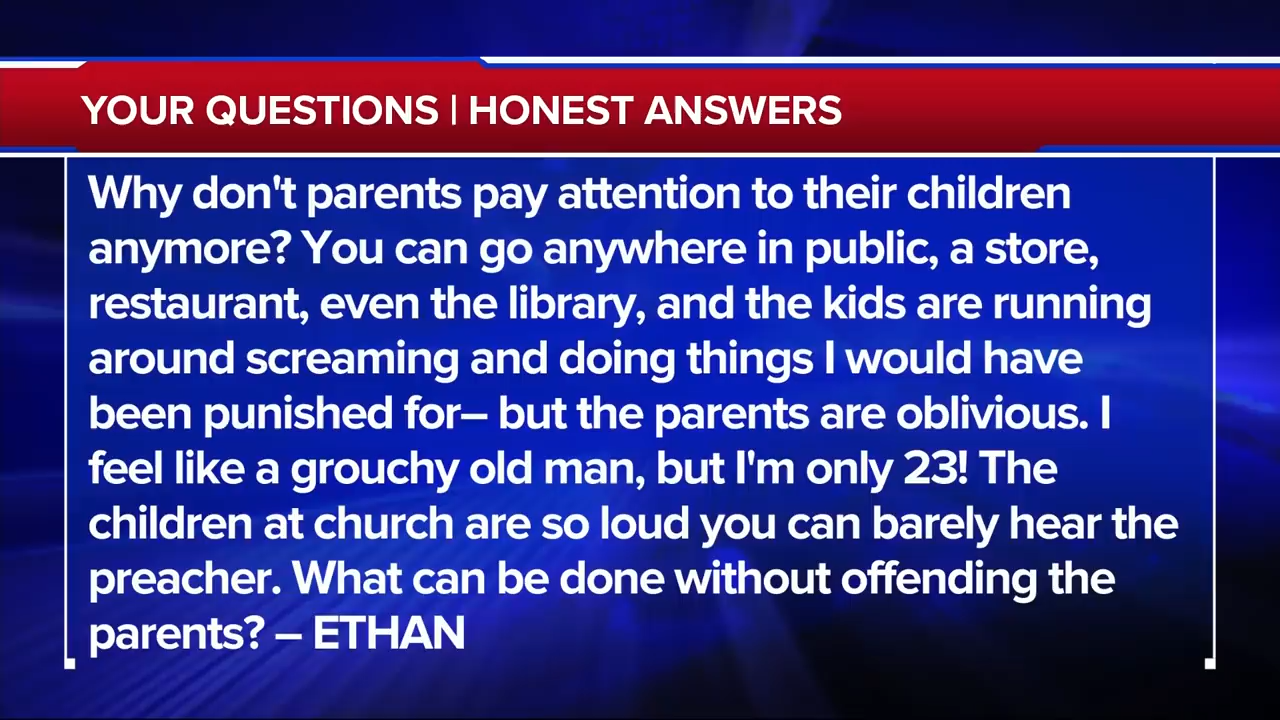 YOUR QUESTIONS | HONEST ANSWERS
Why don't parents pay attention to their children
anymore? You can go anywhere in public, a store,
restaurant, even the library, and the kids are running
around screaming and doing things I would have
been punished for– but the parents are oblivious. I
feel like a grouchy old man, but I'm only 23! The
children at church are so loud you can barely hear the
preacher. What can be done without offending the
parents? – ETHAN